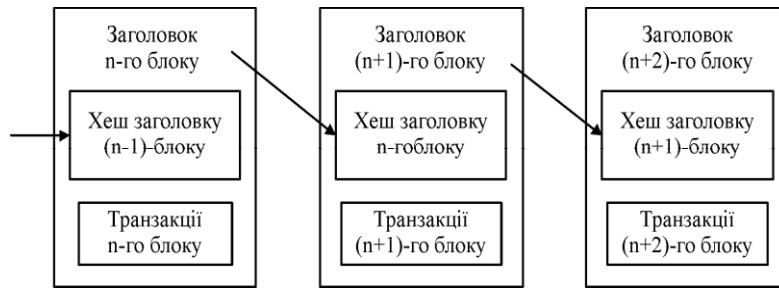 Заголовок
n-го блоку
Хеш заголовку
(n-1)-блоку
Транзакції
n-го блоку
Заголовок
(n+1)-го блоку
Хеш заголовку
n-гоблоку
Транзакції
(n+1)-го блоку
Заголовок
(n+2)-го блоку
Хеш заголовку
(n+1)-блоку
Транзакції
(n+2)-го блоку